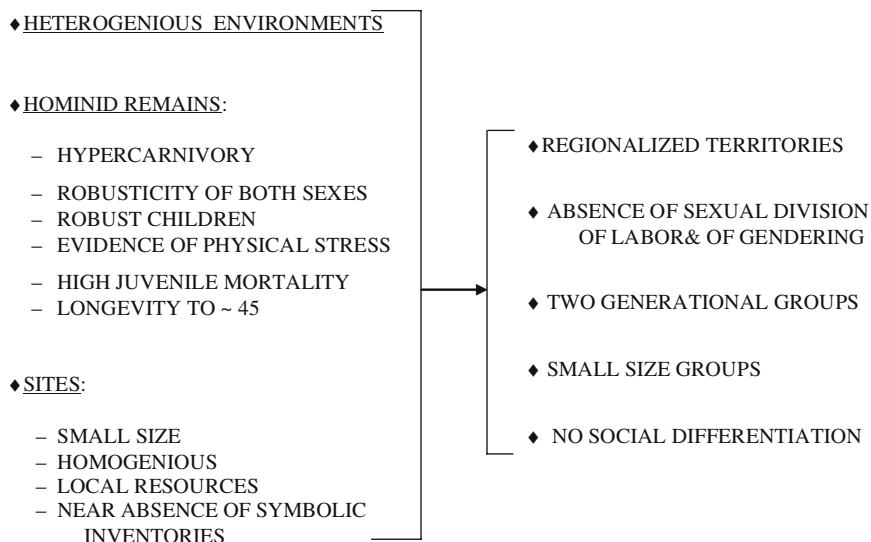 ♦HETEROGENIOUS ENVIRONMENTS
♦HOMINID REMAINS:
– HYPERCARNIVORY
– ROBUSTICITY OF BOTH SEXES
– ROBUST CHILDREN
– EVIDENCE OF PHYSICAL STRESS
– HIGH JUVENILE MORTALITY
– LONGEVITY TO ~ 45
♦SITES:
– SMALL SIZE
– HOMOGENIOUS
– LOCAL RESOURCES
– NEAR ABSENCE OF SYMBOLIC
INVENTORIES
♦REGIONALIZED TERRITORIES
♦ ABSENCE OF SEXUAL DIVISION
OF LABOR& OF GENDERING
♦ TWO GENERATIONAL GROUPS
♦ SMALL SIZE GROUPS
♦ NO SOCIAL DIFFERENTIATION